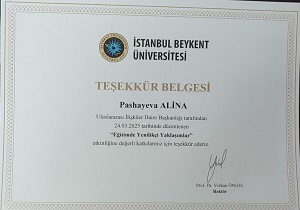 İSTANBUL BEYKENT
ÜNİVERSİTESİ
TEŞEKKÜR BELGESİ
Pashayeva ALİNA
Uluslararası İlişkiler Daire Başkanlığı tarafından
24.03.2025 tarihinde düzenlenen
"Eğitimde Yenilikçi Yaklaşımlar"
etkinliğine değerli katkılarınız için teşekkür ederiz.
Prof. Dr. Volkan ÖNGEL
Rektör